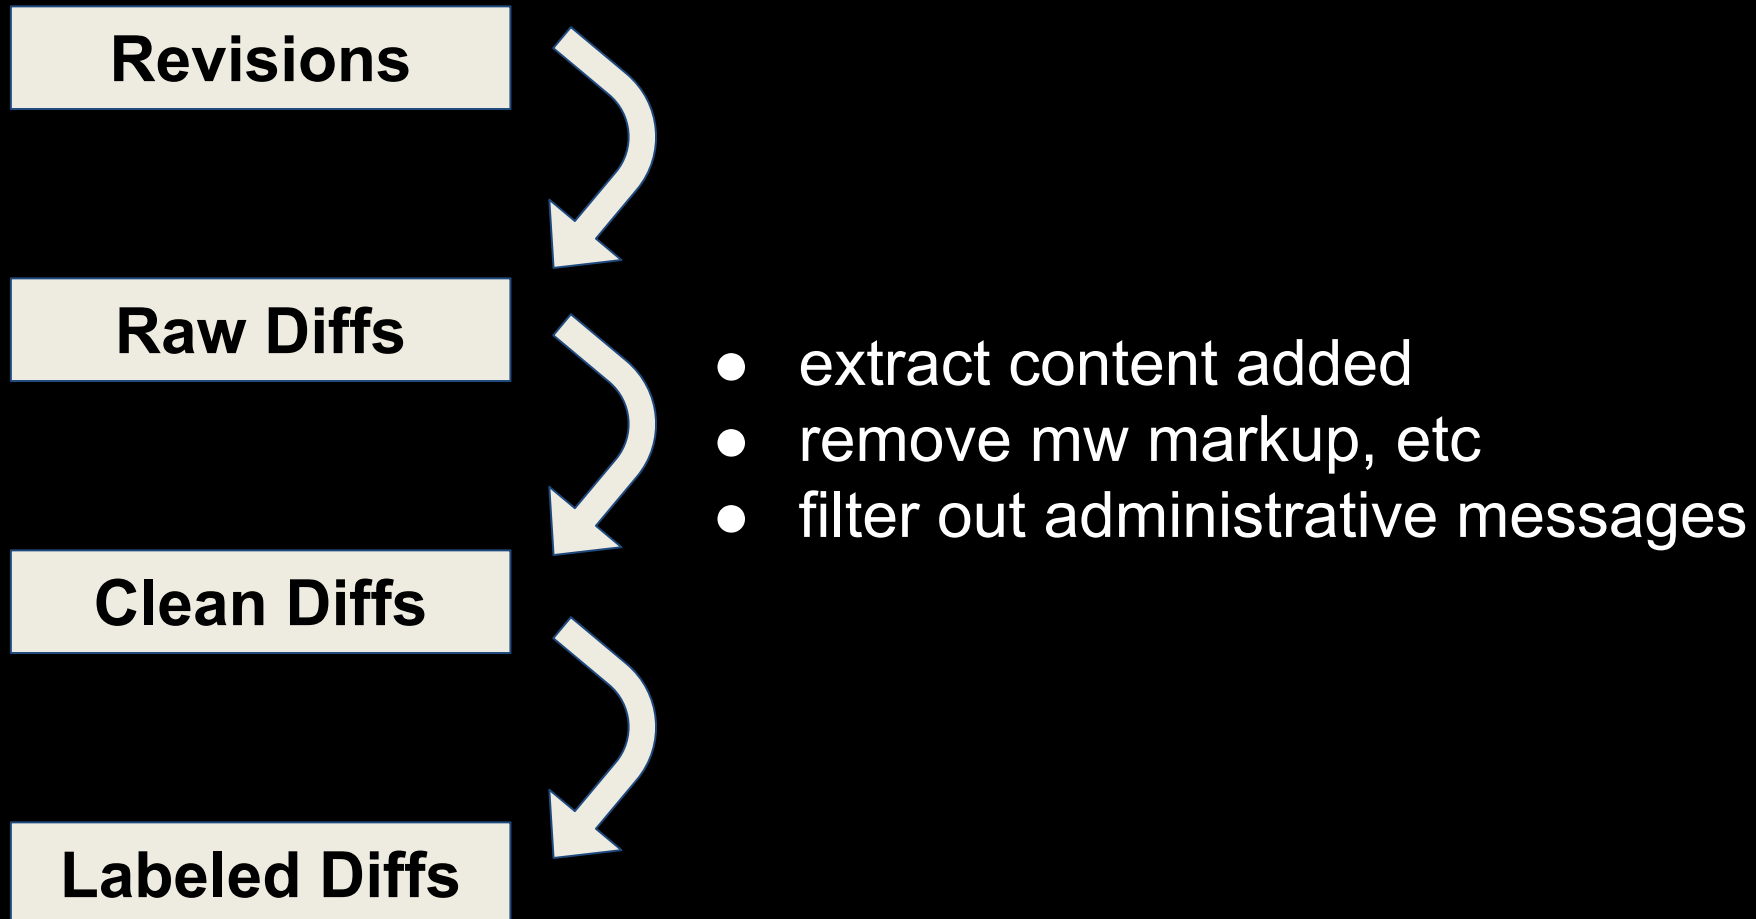 Revisions
Raw Diffs
● extract content added
● remove mw markup, etc
● filter out administrative messages
Clean Diffs
Labeled Diffs